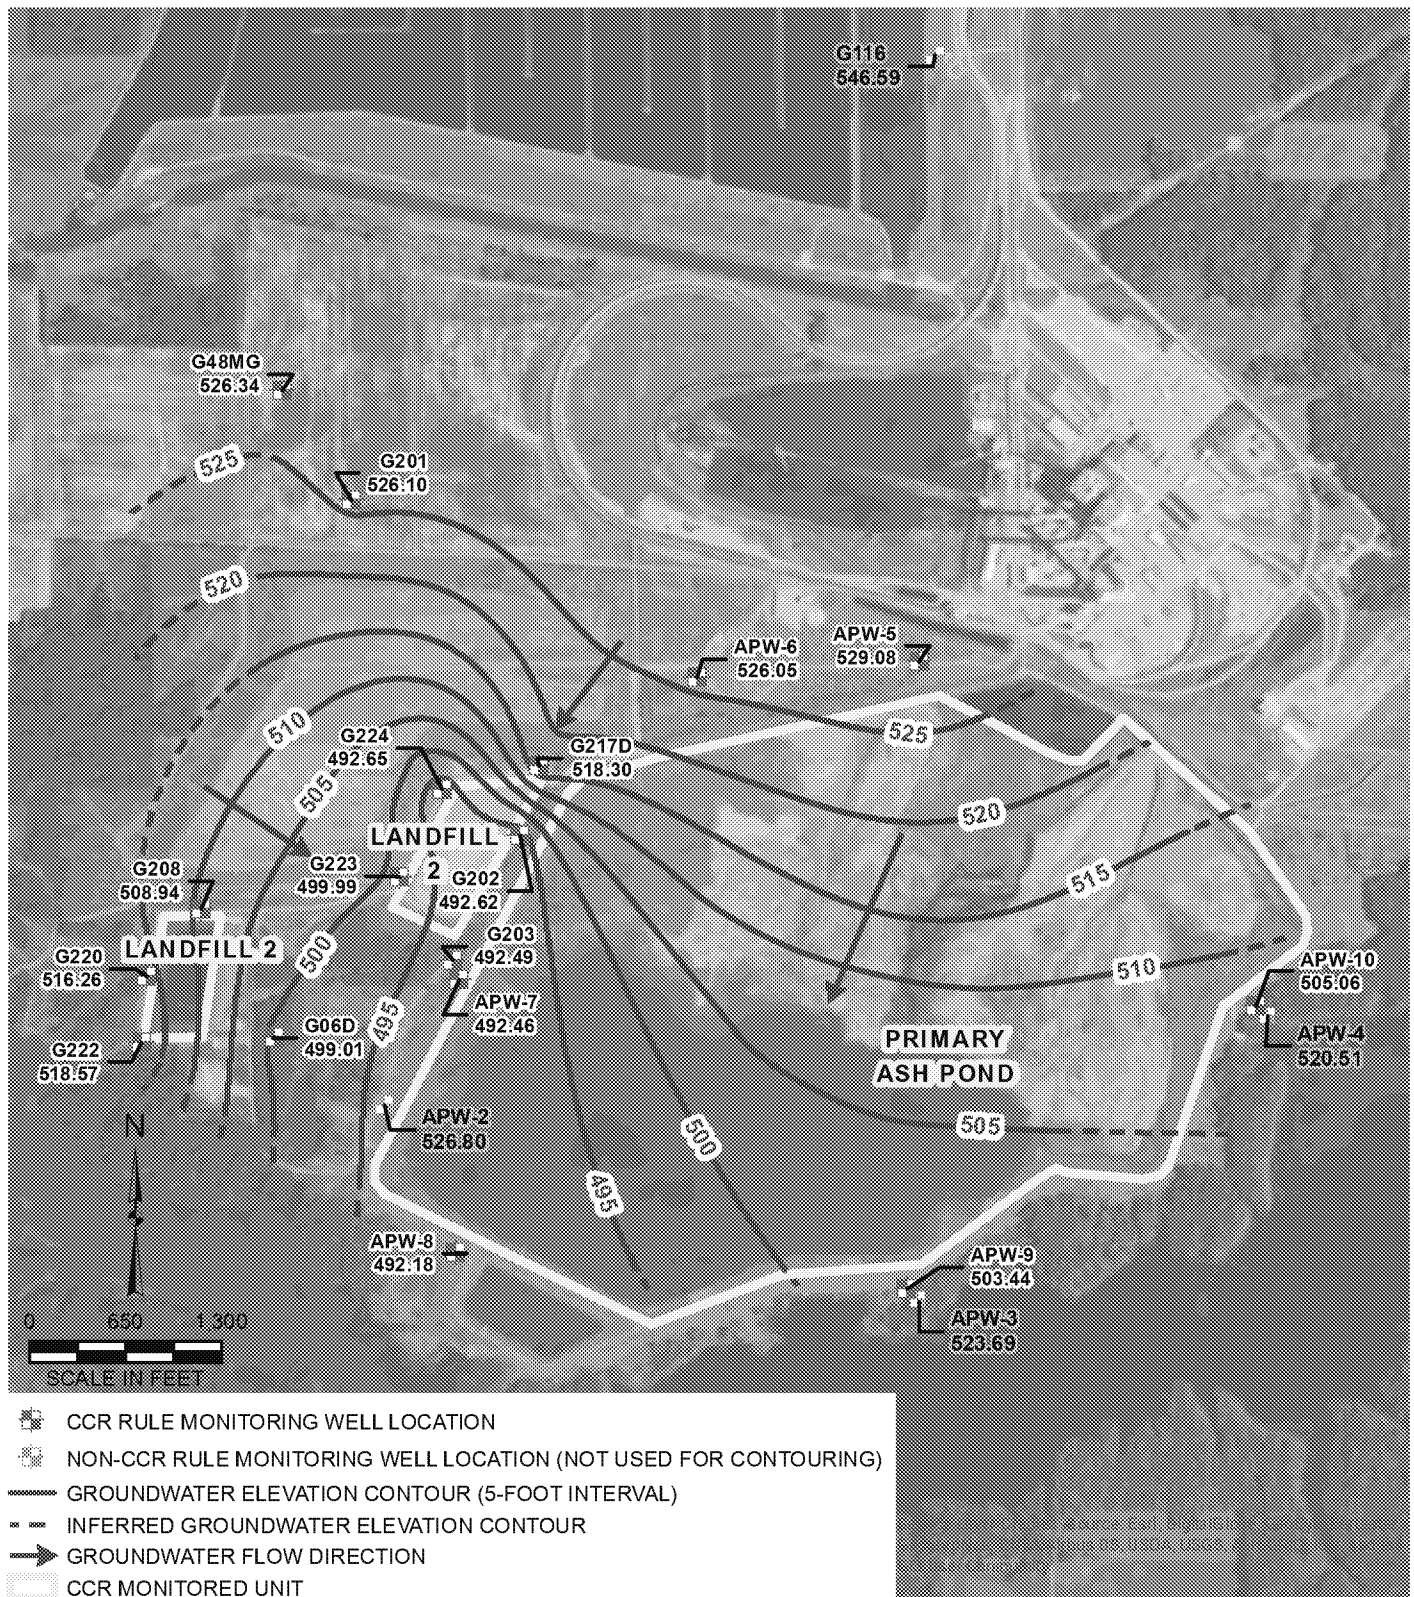 G116
546.59
G48MG
526.34
525
G201
526.10
520
APW-6
526.05
APW-5
529.08
510
G224
492.65
G217D
518.30
525
505
520
LANDFILL
2
G223
499.99
G202
492.62
515
G208
508.94
LANDFILL 2
500
G203
492.49
510
G220
516.26
APW-10
505.06
APW-7
492.46
495
G06D
499.01
APW-4
520.51
G222
518.57
PRIMARY
ASH POND
N
APW-2
526.80
500
505
495
APW-8
492.18
APW-9
503.44
APW-3
523.69
0 650 1,300
SCALE IN FEET
CCR RULE MONITORING WELL LOCATION
NON-CCR RULE MONITORING WELL LOCATION (NOT USED FOR CONTOURING)
GROUNDWATER ELEVATION CONTOUR (5-FOOT INTERVAL)
INFERRED GROUNDWATER ELEVATION CONTOUR
GROUNDWATER FLOW DIRECTION
CCR MONITORED UNIT